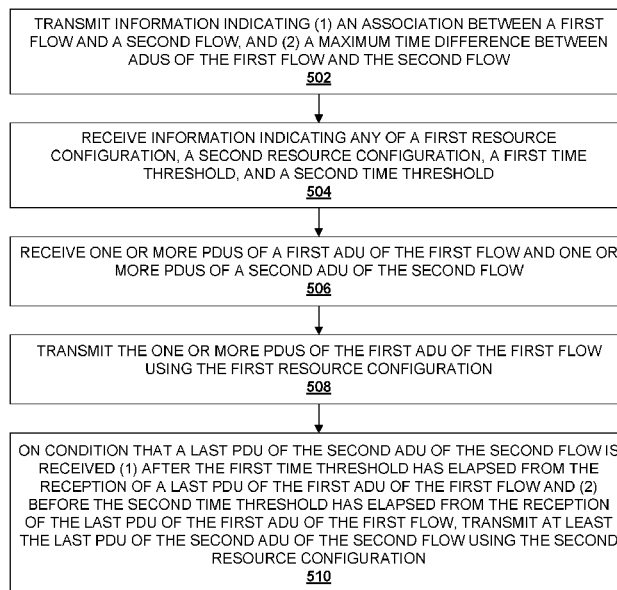 TRANSMIT INFORMATION INDICATING (1) AN ASSOCIATION BETWEEN A FIRST
FLOW AND A SECOND FLOW, AND (2) A MAXIMUM TIME DIFFERENCE BETWEEN
ADUS OF THE FIRST FLOW AND THE SECOND FLOW
502
RECEIVE INFORMATION INDICATING ANY OF A FIRST RESOURCE
CONFIGURATION, A SECOND RESOURCE CONFIGURATION, A FIRST TIME
THRESHOLD, AND A SECOND TIME THRESHOLD
504
RECEIVE ONE OR MORE PDUS OF A FIRST ADU OF THE FIRST FLOW AND ONE OR
MORE PDUS OF A SECOND ADU OF THE SECOND FLOW
506
TRANSMIT THE ONE OR MORE PDUS OF THE FIRST ADU OF THE FIRST FLOW
USING THE FIRST RESOURCE CONFIGURATION
508
ON CONDITION THAT A LAST PDU OF THE SECOND ADU OF THE SECOND FLOW IS
RECEIVED (1) AFTER THE FIRST TIME THRESHOLD HAS ELAPSED FROM THE
RECEPTION OF A LAST PDU OF THE FIRST ADU OF THE FIRST FLOW AND (2)
BEFORE THE SECOND TIME THRESHOLD HAS ELAPSED FROM THE RECEPTION
OF THE LAST PDU OF THE FIRST ADU OF THE FIRST FLOW, TRANSMIT AT LEAST
THE LAST PDU OF THE SECOND ADU OF THE SECOND FLOW USING THE SECOND
RESOURCE CONFIGURATION
510